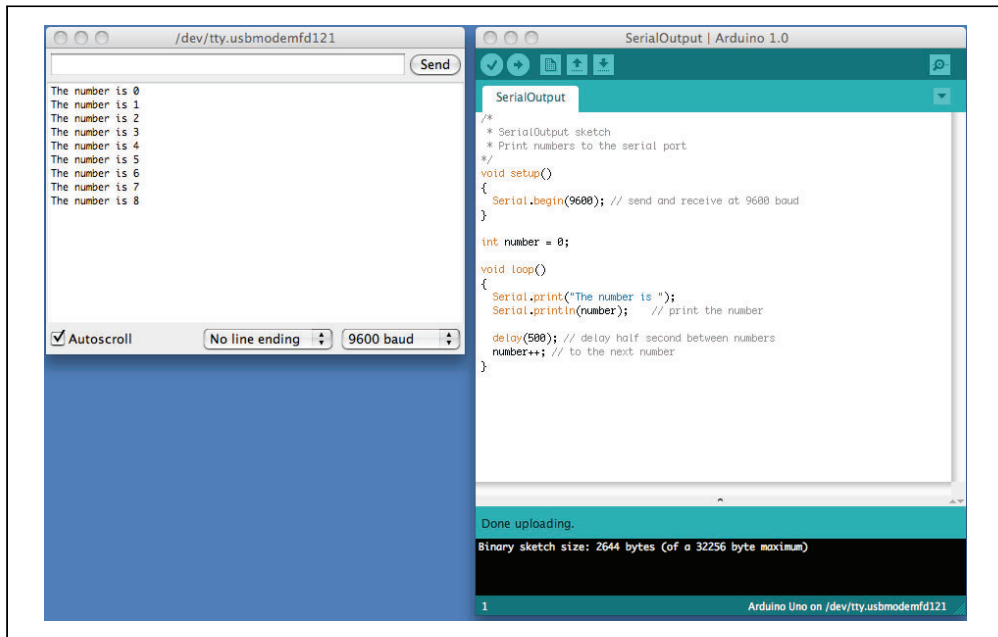 /dev/tty.usbmodemfd121
Send
The number is 0
The number is 1
The number is 2
The number is 3
The number is 4
The number is 5
The number is 6
The number is 7
The number is 8
Autoscroll
No line ending
9600 baud
SerialOutput | Arduino 1.0
SerialOutput
/*
 * SerialOutput sketch
 * Print numbers to the serial port
*/
void setup()
{
  Serial.begin(9600); // send and receive at 9600 baud
}

int number = 0;

void loop()
{
  Serial.print("The number is ");
  Serial.println(number);    // print the number

  delay(500); // delay half second between numbers
  number++; // to the next number
}
Done uploading.
Binary sketch size: 2644 bytes (of a 32256 byte maximum)
1
Arduino Uno on /dev/tty.usbmodemfd121